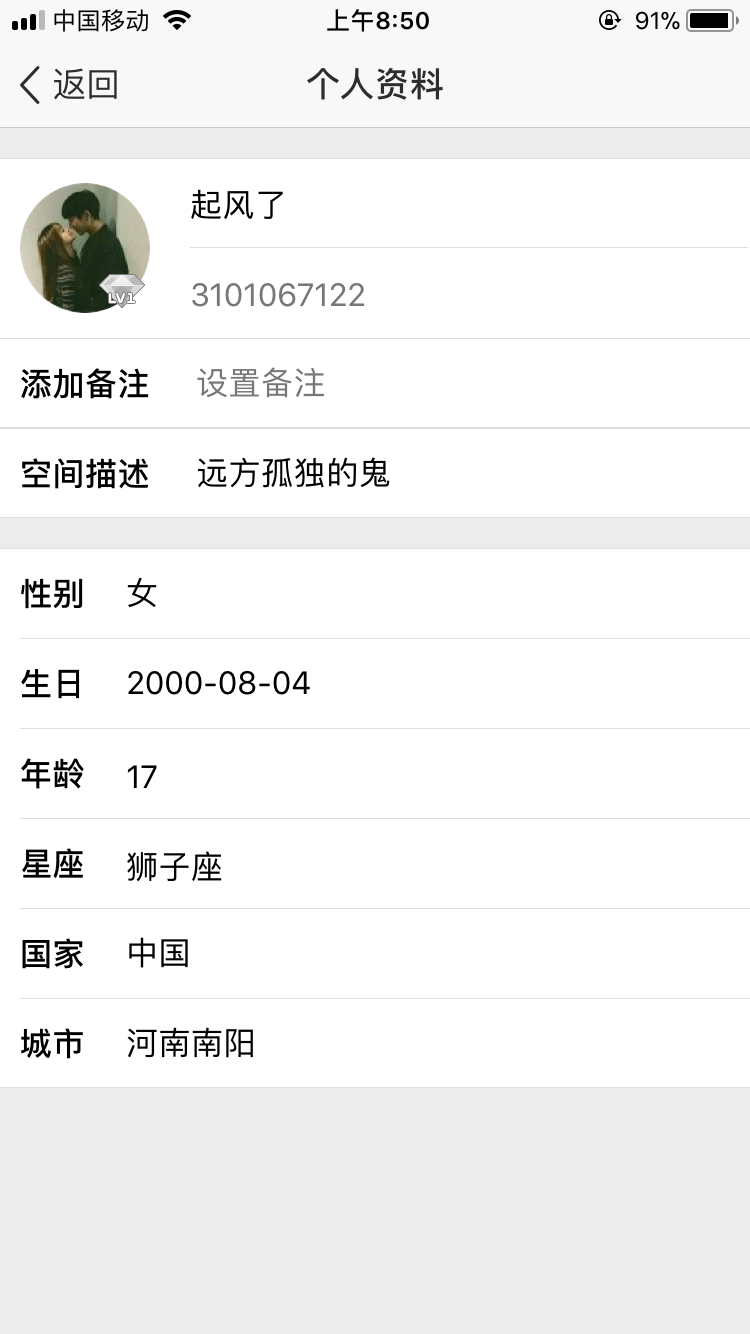 中国移动 上午8:50 91%
返回 个人资料
起风了
LV1
3101067122
添加备注 设置备注
空间描述 远方孤独的鬼
性别 女
生日 2000-08-04
年龄 17
星座 狮子座
国家 中国
城市 河南南阳